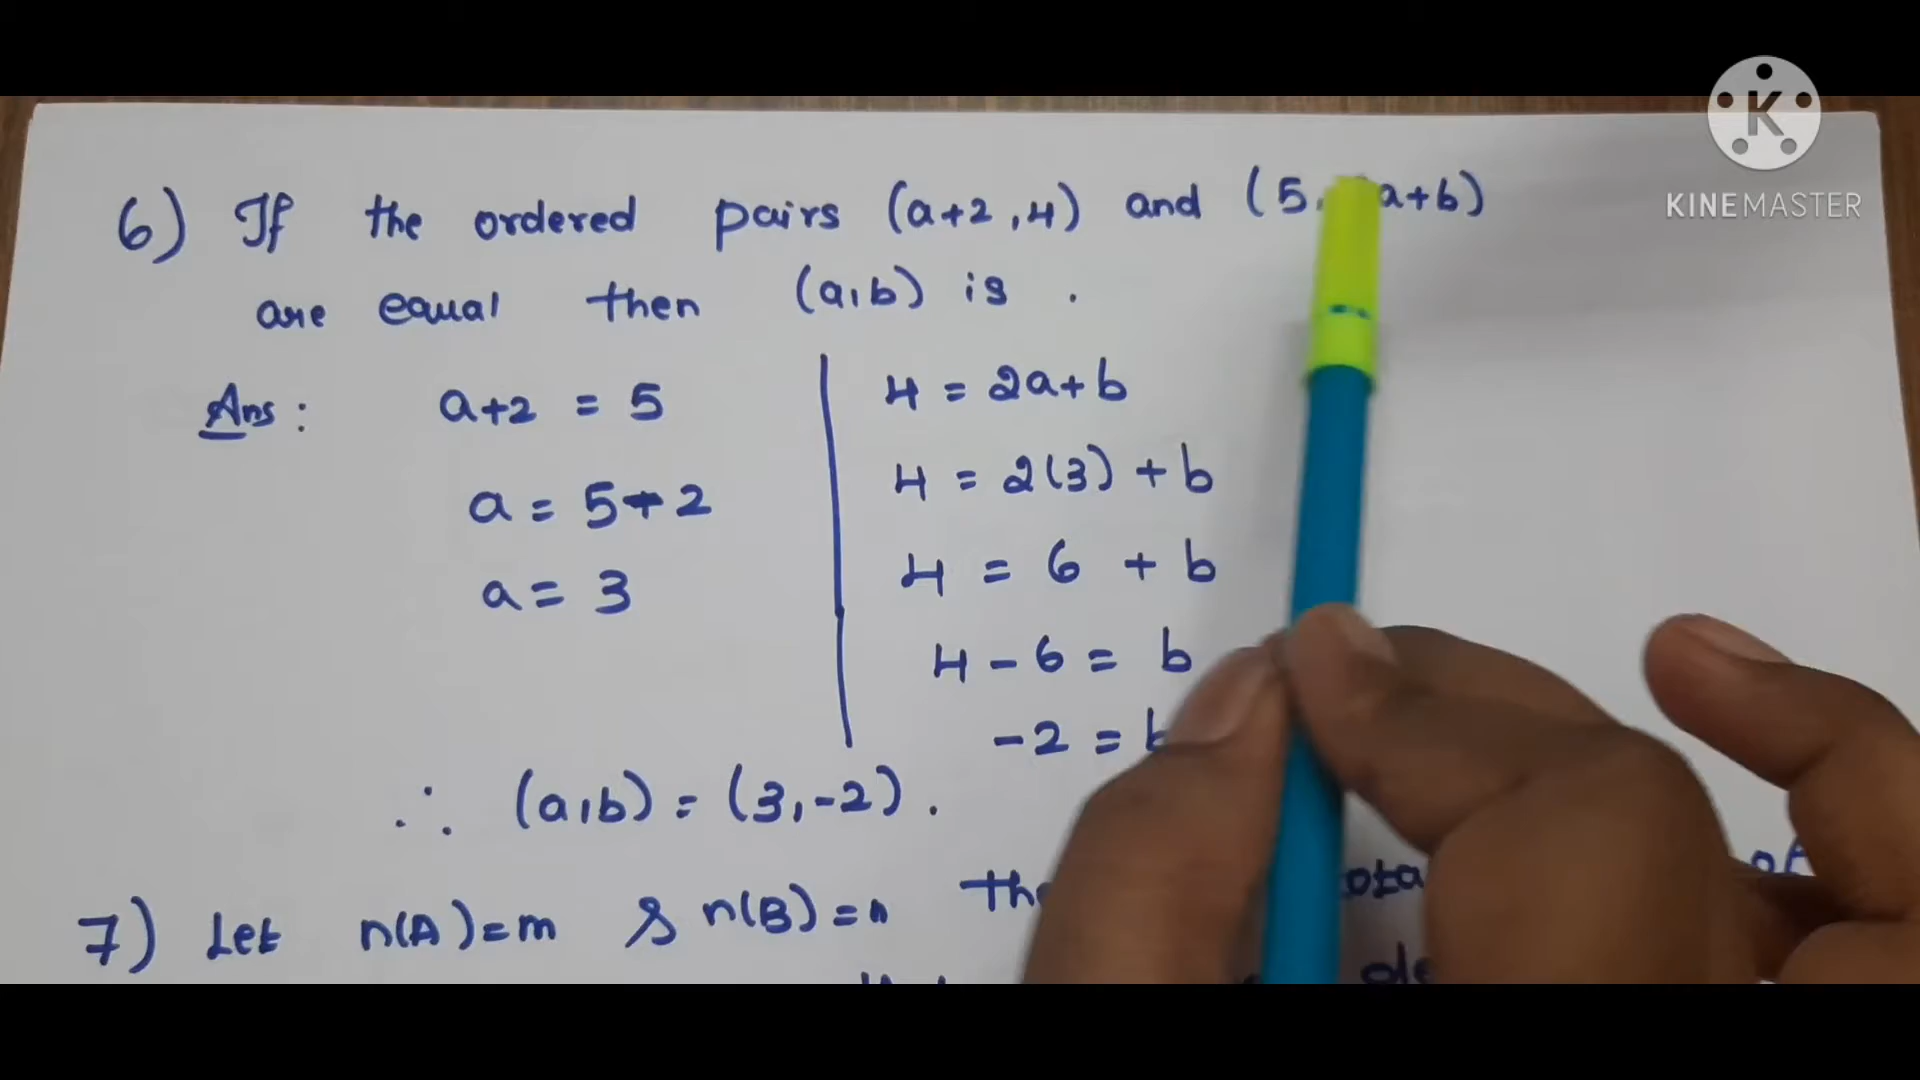 K
KINEMASTER
6) If the ordered pairs (a+2,4) and (5, a+b)
are equal then (a,b) is .
Ans: a+2 = 5
a = 5-2
a = 3
4 = 2a+b
4 = 2(3) + b
4 = 6 + b
4 - 6 = b
-2 = b
∴ (a,b) = (3,-2).
7) Let n(A)=m & n(B)=n